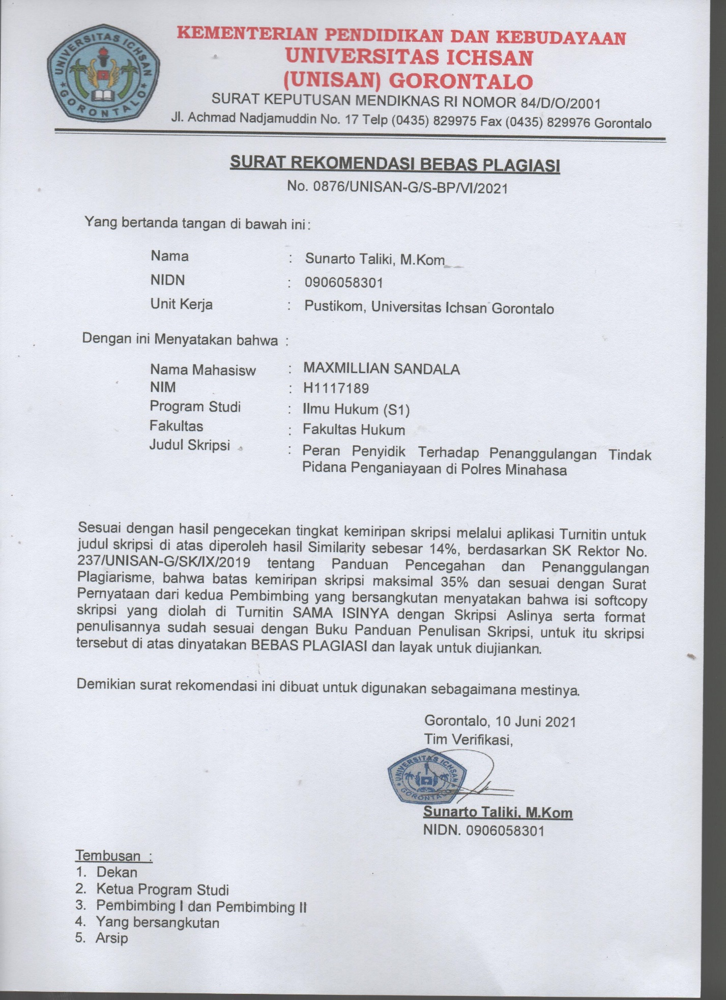 UNIVERSITAS ICHSAN
GORONTALO
KEMENTERIAN PENDIDIKAN DAN KEBUDAYAAN
UNIVERSITAS ICHSAN
(UNISAN) GORONTALO
SURAT KEPUTUSAN MENDIKNAS RI NOMOR 84/D/O/2001
Jl. Achmad Nadjamuddin No. 17 Telp (0435) 829975 Fax (0435) 829976 Gorontalo
SURAT REKOMENDASI BEBAS PLAGIASI
No. 0876/UNISAN-G/S-BP/VI/2021
Yang bertanda tangan di bawah ini :
Nama : Sunarto Taliki, M.Kom
NIDN : 0906058301
Unit Kerja : Pustikom, Universitas Ichsan Gorontalo
Dengan ini Menyatakan bahwa :
Nama Mahasisw : MAXMILLIAN SANDALA
NIM : H1117189
Program Studi : Ilmu Hukum (S1)
Fakultas : Fakultas Hukum
Judul Skripsi : Peran Penyidik Terhadap Penanggulangan Tindak
Pidana Penganiayaan di Polres Minahasa
Sesuai dengan hasil pengecekan tingkat kemiripan skripsi melalui aplikasi Turnitin untuk
judul skripsi di atas diperoleh hasil Similarity sebesar 14%, berdasarkan SK Rektor No.
237/UNISAN-G/SK/IX/2019 tentang Panduan Pencegahan dan Penanggulangan
Plagiarisme, bahwa batas kemiripan skripsi maksimal 35% dan sesuai dengan Surat
Pernyataan dari kedua Pembimbing yang bersangkutan menyatakan bahwa isi softcopy
skripsi yang diolah di Turnitin SAMA ISINYA dengan Skripsi Aslinya serta format
penulisannya sudah sesuai dengan Buku Panduan Penulisan Skripsi, untuk itu skripsi
tersebut di atas dinyatakan BEBAS PLAGIASI dan layak untuk diujiankan.
Demikian surat rekomendasi ini dibuat untuk digunakan sebagaimana mestinya.
Gorontalo, 10 Juni 2021
Tim Verifikasi,
UNIVERSITAS ICHSAN
GORONTALO
Sunarto Taliki, M.Kom
NIDN. 0906058301
Tembusan :
1. Dekan
2. Ketua Program Studi
3. Pembimbing I dan Pembimbing II
4. Yang bersangkutan
5. Arsip